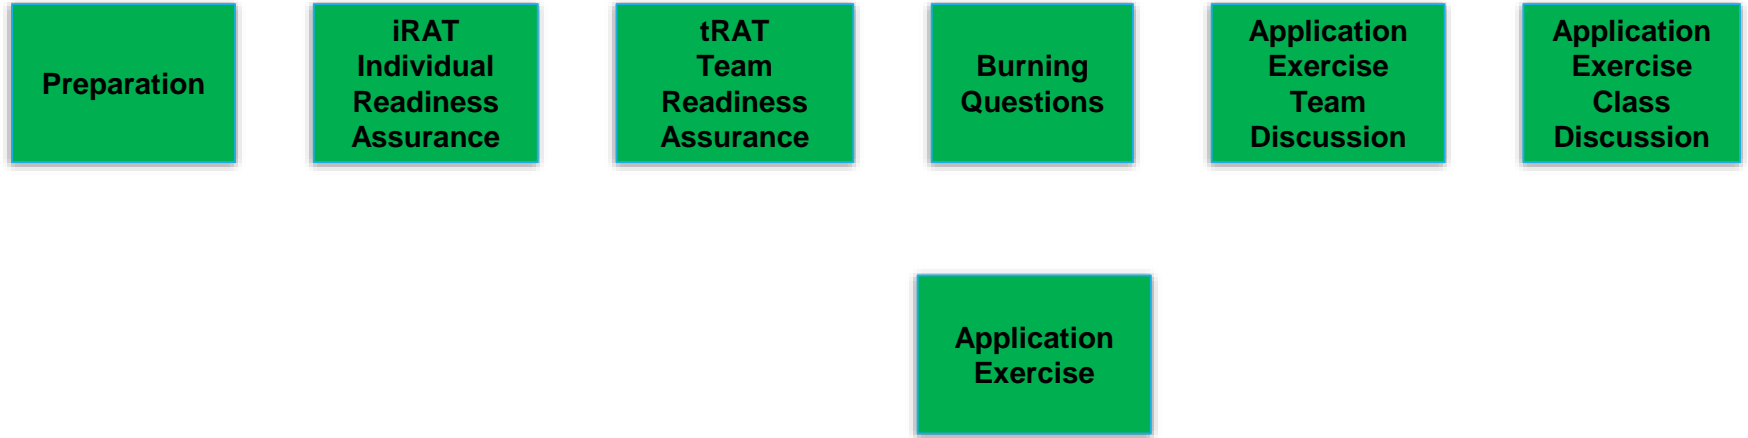 Preparation
iRAT
Individual
Readiness
Assurance
tRAT
Team
Readiness
Assurance
Burning
Questions
Application
Exercise
Team
Discussion
Application
Exercise
Class
Discussion
Application
Exercise